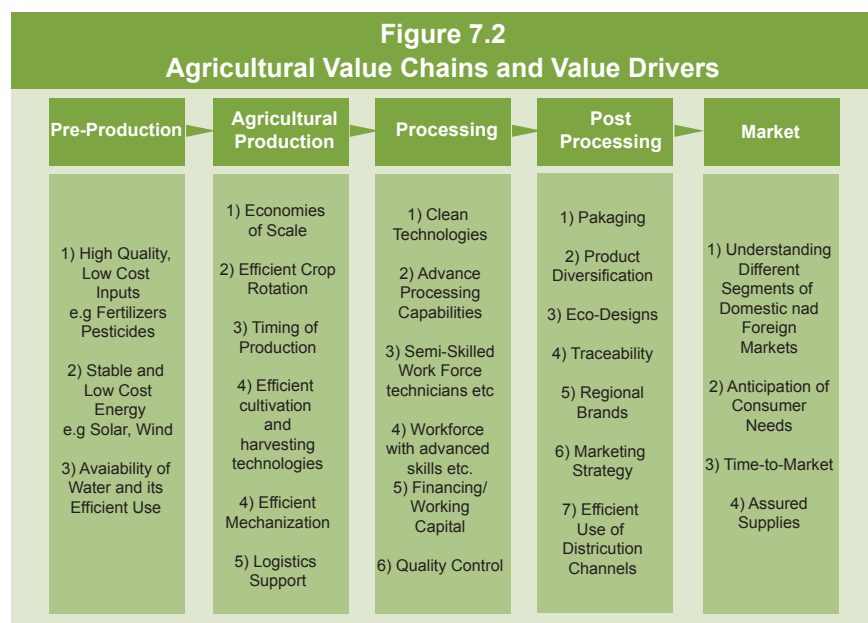 Figure 7.2
Agricultural Value Chains and Value Drivers
Pre-Production
Agricultural
Production
Processing
Post
Processing
Market
1) High Quality,
Low Cost
Inputs
e.g Fertilizers
Pesticides
2) Stable and
Low Cost
Energy
e.g Solar, Wind
3) Avaiability of
Water and its
Efficient Use
1) Economies
of Scale
2) Efficient Crop
Rotation
3) Timing of
Production
4) Efficient
cultivation
and
harvesting
technologies
4) Efficient
Mechanization
5) Logistics
Support
1) Clean
Technologies
2) Advance
Processing
Capabilities
3) Semi-Skilled
Work Force
technicians etc
4) Workforce
with advanced
skills etc.
5) Financing/
Working
Capital
6) Quality Control
1) Pakaging
2) Product
Diversification
3) Eco-Designs
4) Traceability
5) Regional
Brands
6) Marketing
Strategy
7) Efficient
Use of
Districution
Channels
1) Understanding
Different
Segments of
Domestic nad
Foreign
Markets
2) Anticipation of
Consumer
Needs
3) Time-to-Market
4) Assured
Supplies